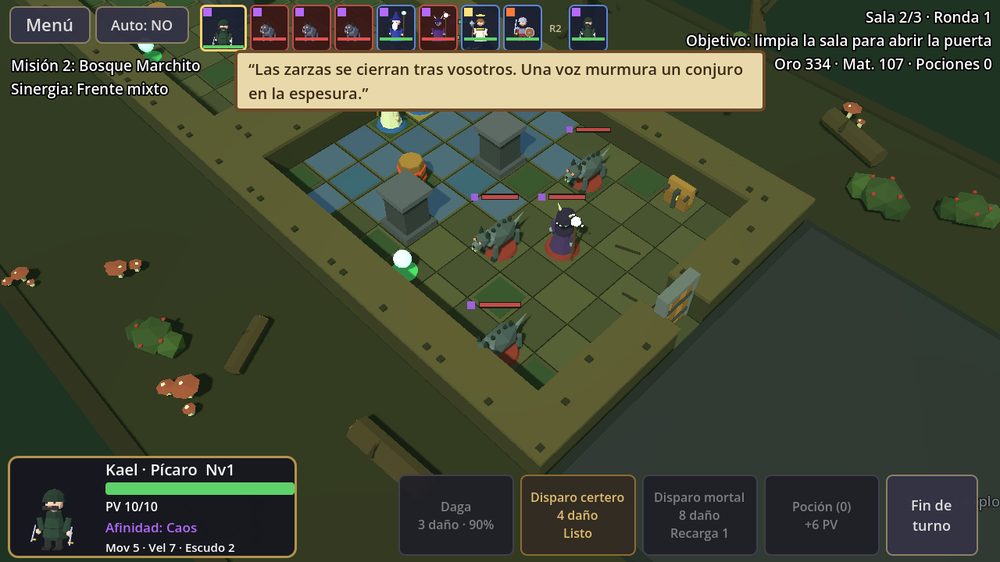 Menú
Auto: NO
R2
Sala 2/3 · Ronda 1
Objetivo: limpia la sala para abrir la puerta
Oro 334 · Mat. 107 · Pociones 0
Misión 2: Bosque Marchito
Sinergia: Frente mixto
“Las zarzas se cierran tras vosotros. Una voz murmura un conjuro
en la espesura.”
Kael · Pícaro Nv1
PV 10/10
Afinidad: Caos
Mov 5 · Vel 7 · Escudo 2
Daga
3 daño · 90%
Disparo certero
4 daño
Listo
Disparo mortal
8 daño
Recarga 1
Poción (0)
+6 PV
Fin de
turno